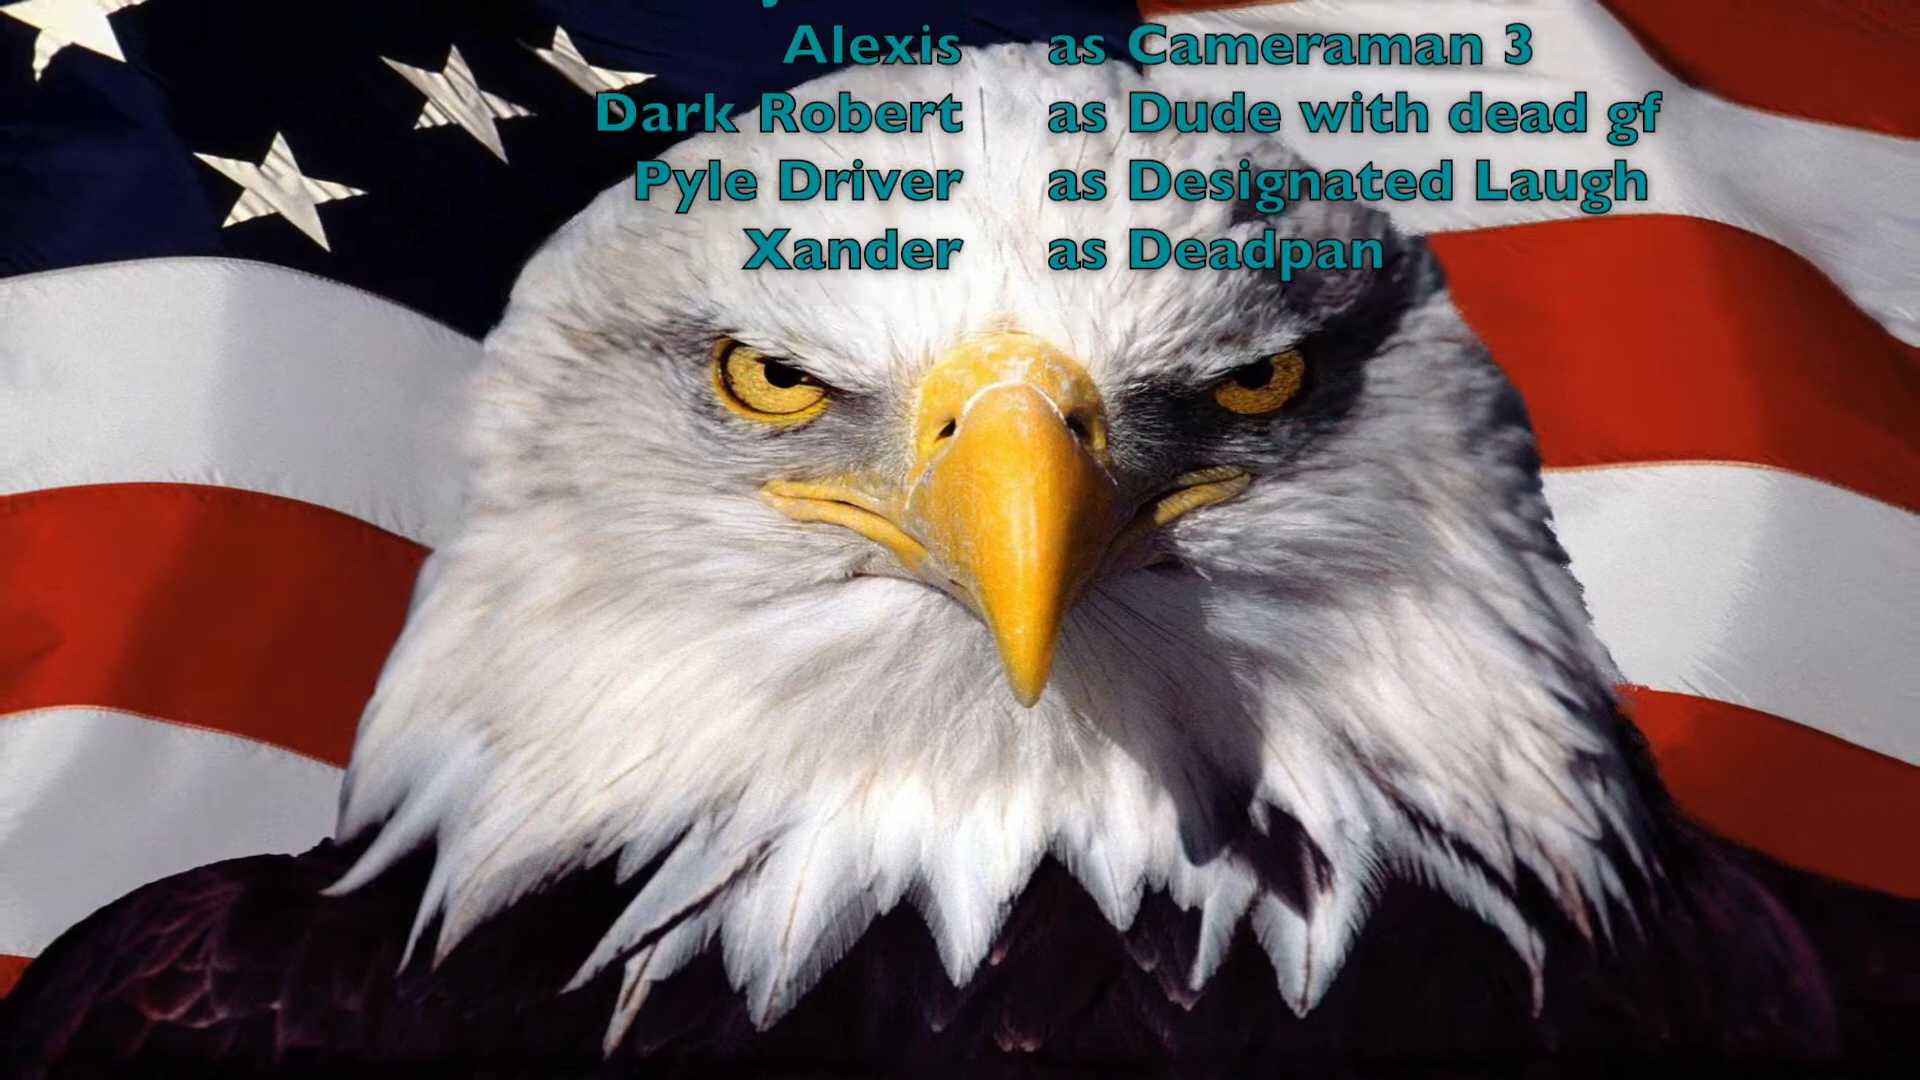 Alexis as Cameraman 3
Dark Robert as Dude with dead gf
Pyle Driver as Designated Laugh
Xander as Deadpan